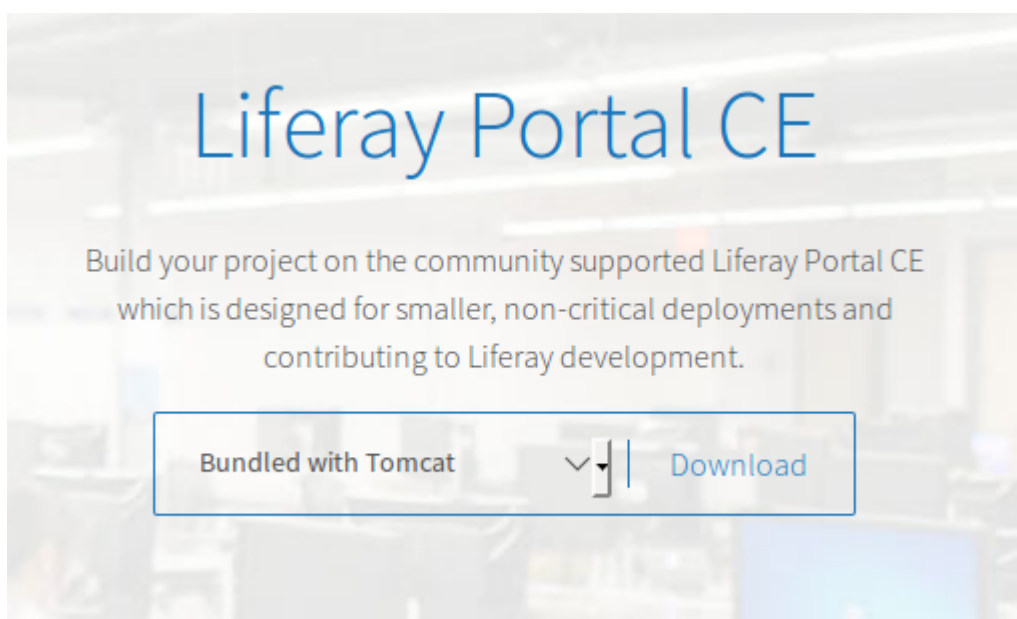 Liferay Portal CE
Build your project on the community supported Liferay Portal CE
which is designed for smaller, non-critical deployments and
contributing to Liferay development.
Bundled with Tomcat Download